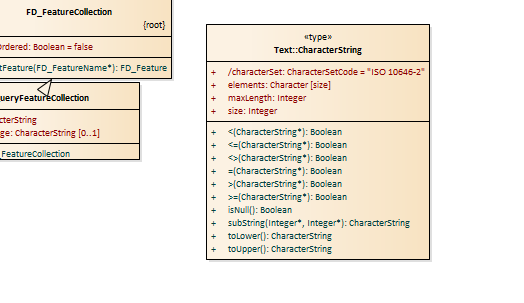 FD_FeatureCollection
{root}
Ordered: Boolean = false
tFeature(FD_FeatureName*): FD_Feature
ueryFeatureCollection
cterString
ge: CharacterString [0..1]
_FeatureCollection
«type»
Text::CharacterString
+ /characterSet: CharacterSetCode = "ISO 10646-2"
+ elements: Character [size]
+ maxLength: Integer
+ size: Integer
+ <(CharacterString*): Boolean
+ <=(CharacterString*): Boolean
+ <>(CharacterString*): Boolean
+ =(CharacterString*): Boolean
+ >(CharacterString*): Boolean
+ >=(CharacterString*): Boolean
+ isNull(): Boolean
+ subString(Integer*, Integer*): CharacterString
+ toLower(): CharacterString
+ toUpper(): CharacterString